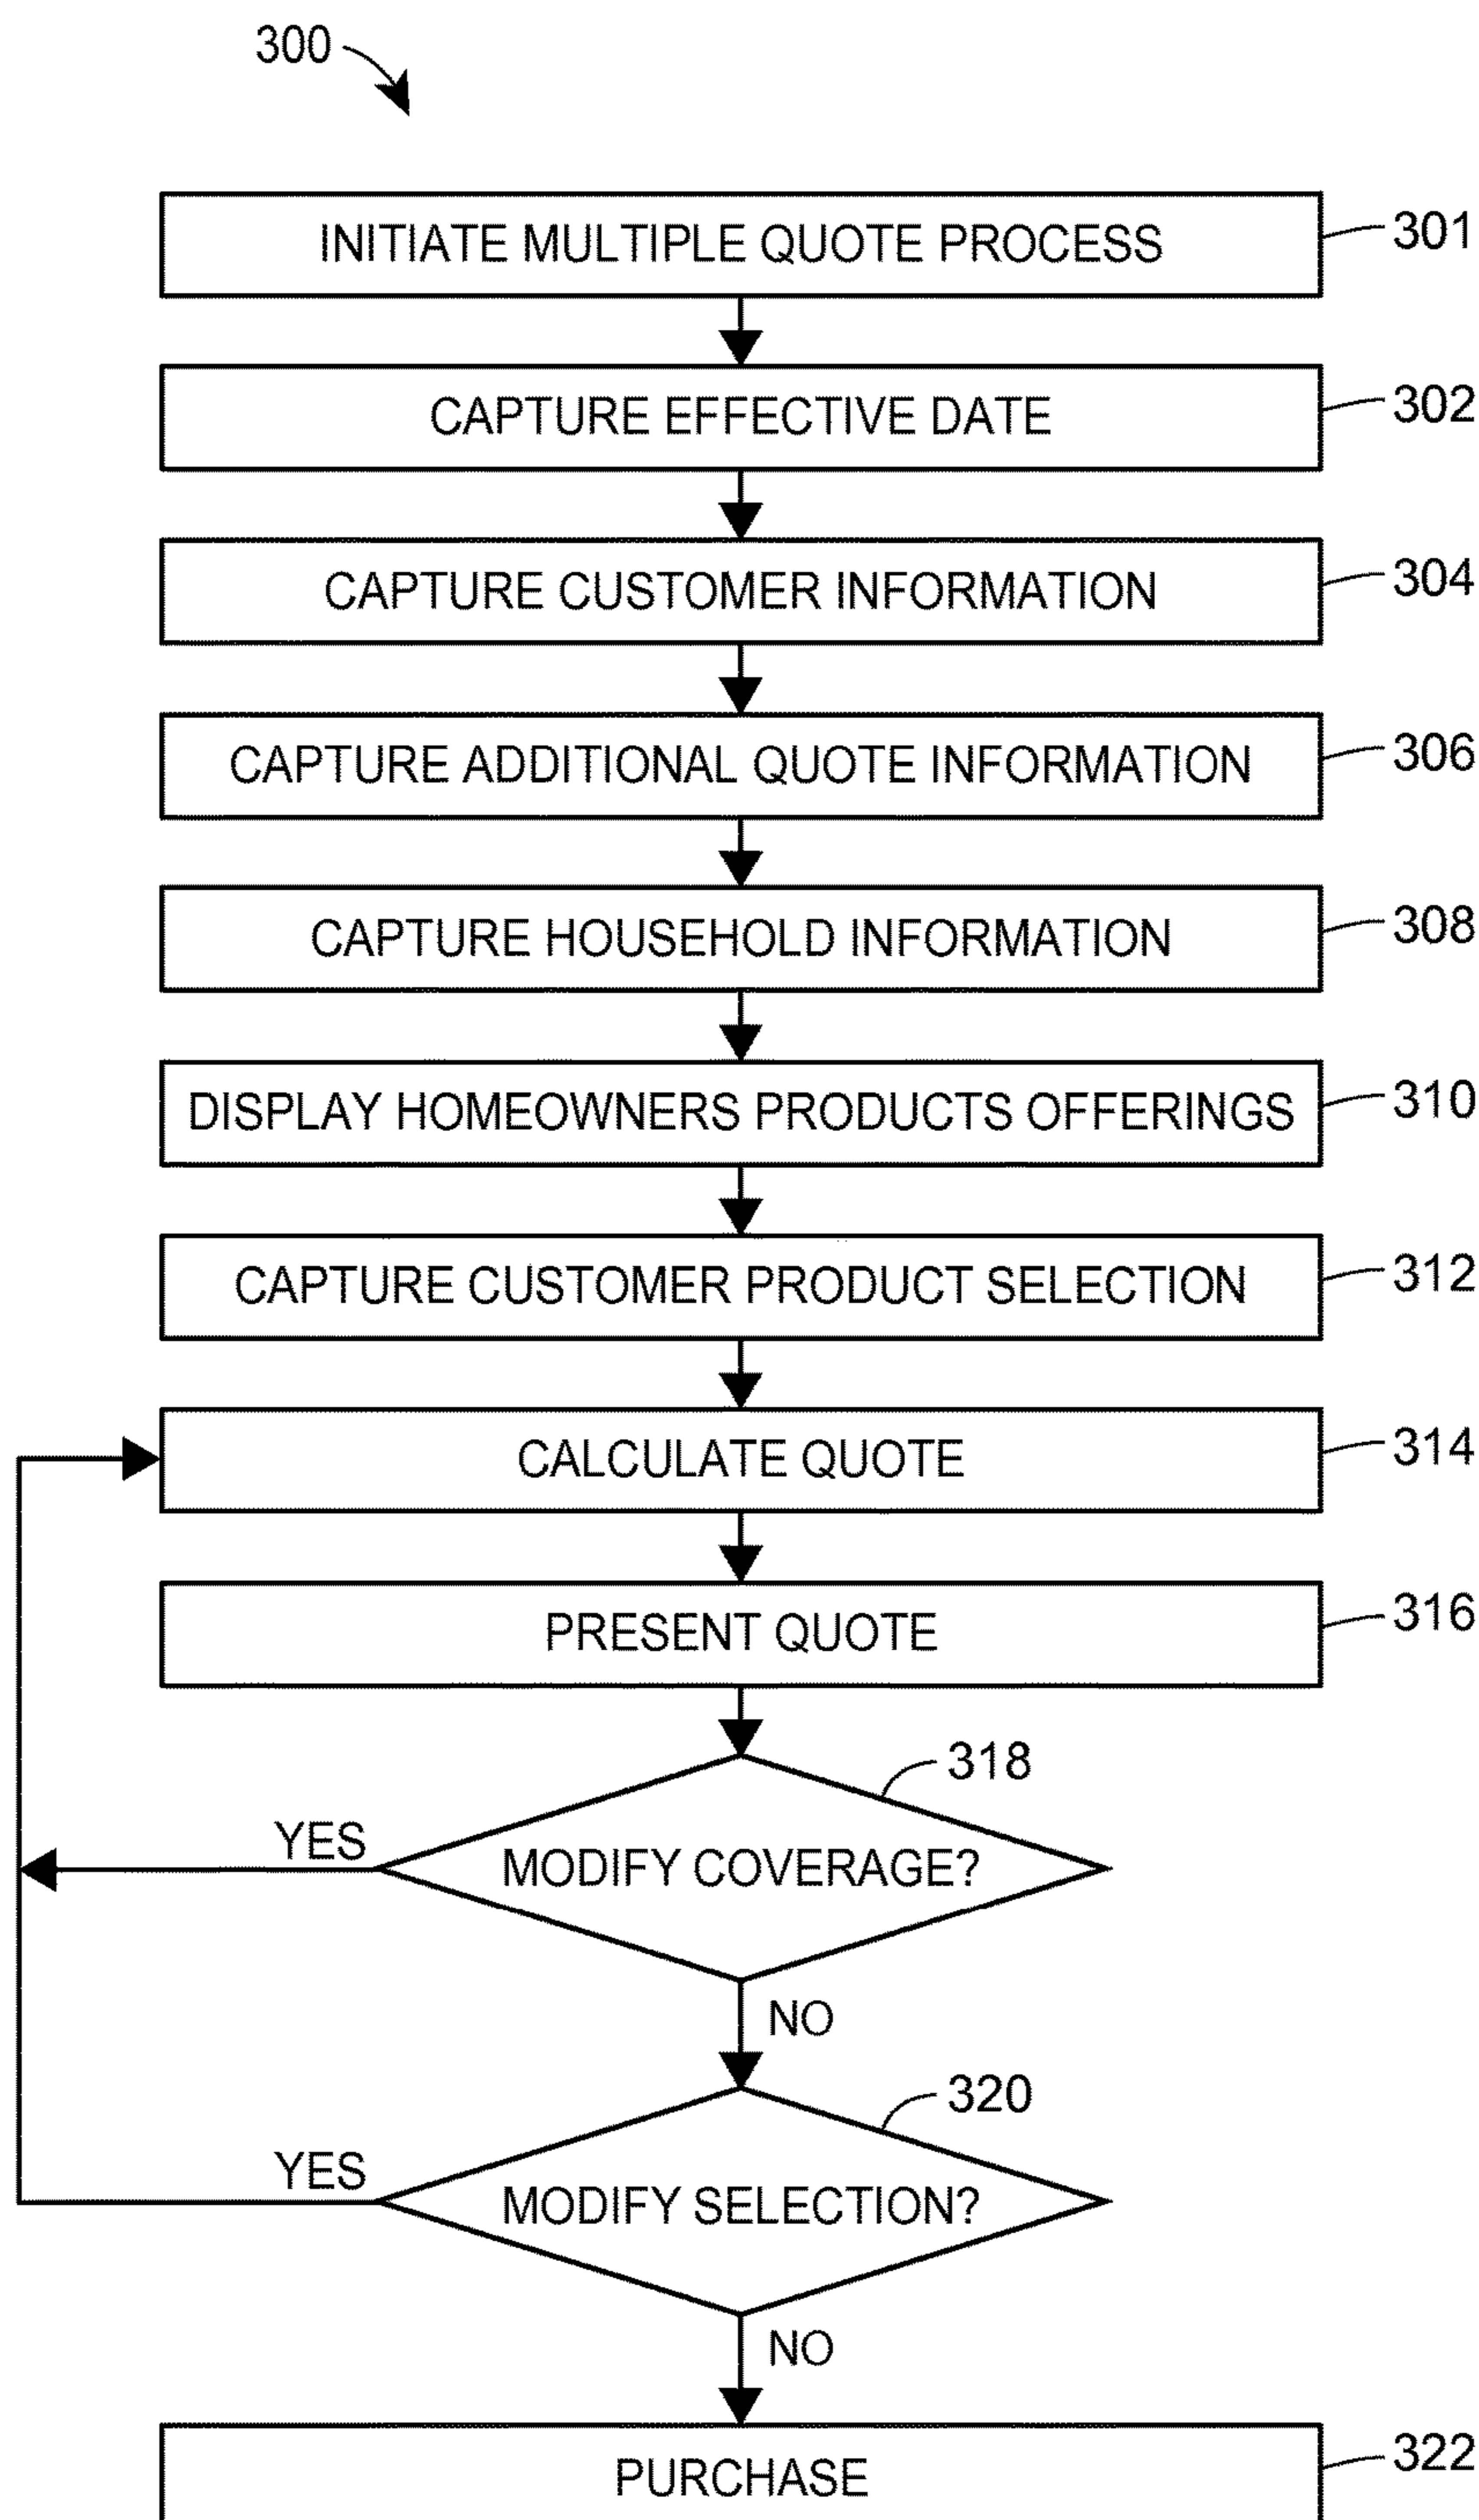 300
INITIATE MULTIPLE QUOTE PROCESS 301
CAPTURE EFFECTIVE DATE 302
CAPTURE CUSTOMER INFORMATION 304
CAPTURE ADDITIONAL QUOTE INFORMATION 306
CAPTURE HOUSEHOLD INFORMATION 308
DISPLAY HOMEOWNERS PRODUCTS OFFERINGS 310
CAPTURE CUSTOMER PRODUCT SELECTION 312
CALCULATE QUOTE 314
PRESENT QUOTE 316
318
YES
MODIFY COVERAGE?
NO
320
YES
MODIFY SELECTION?
NO
PURCHASE 322